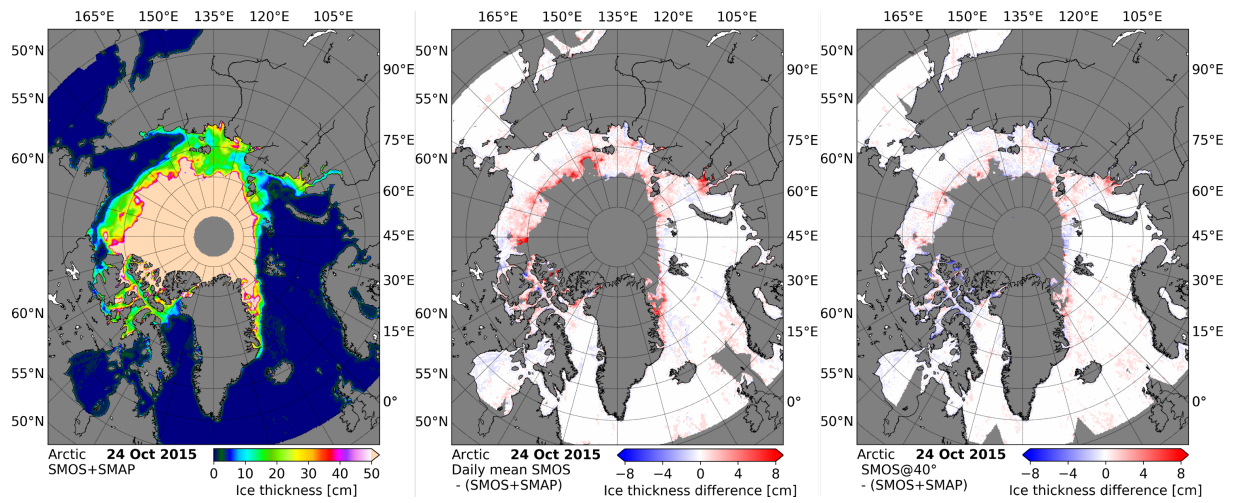 165°E 150°E 135°E 120°E 105°E
50°N
90°E
55°N
75°E
60°N
60°E
45°E
30°E
60°N
15°E
55°N
0°
50°N
Arctic 24 Oct 2015
SMOS+SMAP
0 10 20 30 40 50
Ice thickness [cm]
165°E 150°E 135°E 120°E 105°E
50°N
90°E
55°N
75°E
60°N
60°E
45°E
30°E
60°N
15°E
55°N
0°
50°N
Arctic 24 Oct 2015
Daily mean SMOS
- (SMOS+SMAP)
−8 −4 0 4 8
Ice thickness difference [cm]
165°E 150°E 135°E 120°E 105°E
50°N
90°E
55°N
75°E
60°N
60°E
45°E
30°E
60°N
15°E
55°N
0°
50°N
Arctic 24 Oct 2015
SMOS@40°
- (SMOS+SMAP)
−8 −4 0 4 8
Ice thickness difference [cm]